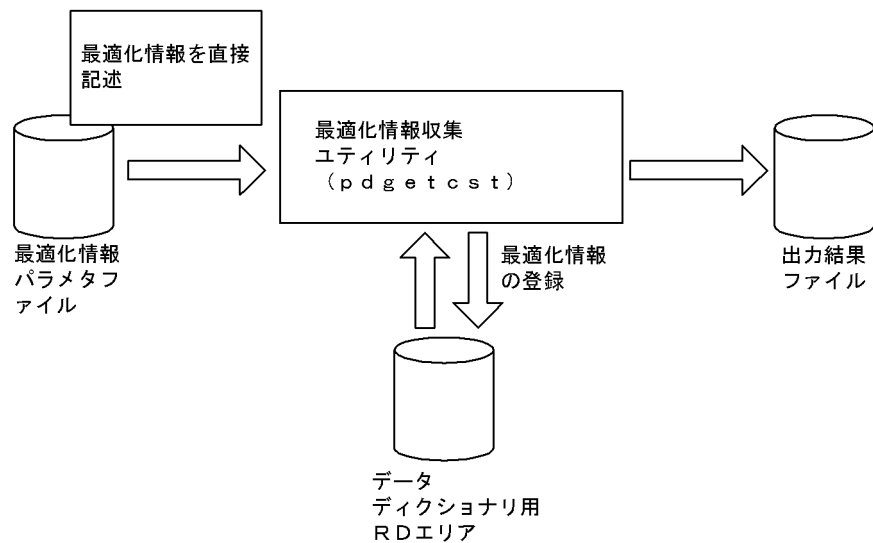 最適化情報を直接
記述
最適化情報収集
ユティリティ
（ｐｄｇｅｔｃｓｔ）
最適化情報
パラメタフ
ァイル
最適化情報
の登録
出力結果
ファイル
データ
ディクショナリ用
ＲＤエリア